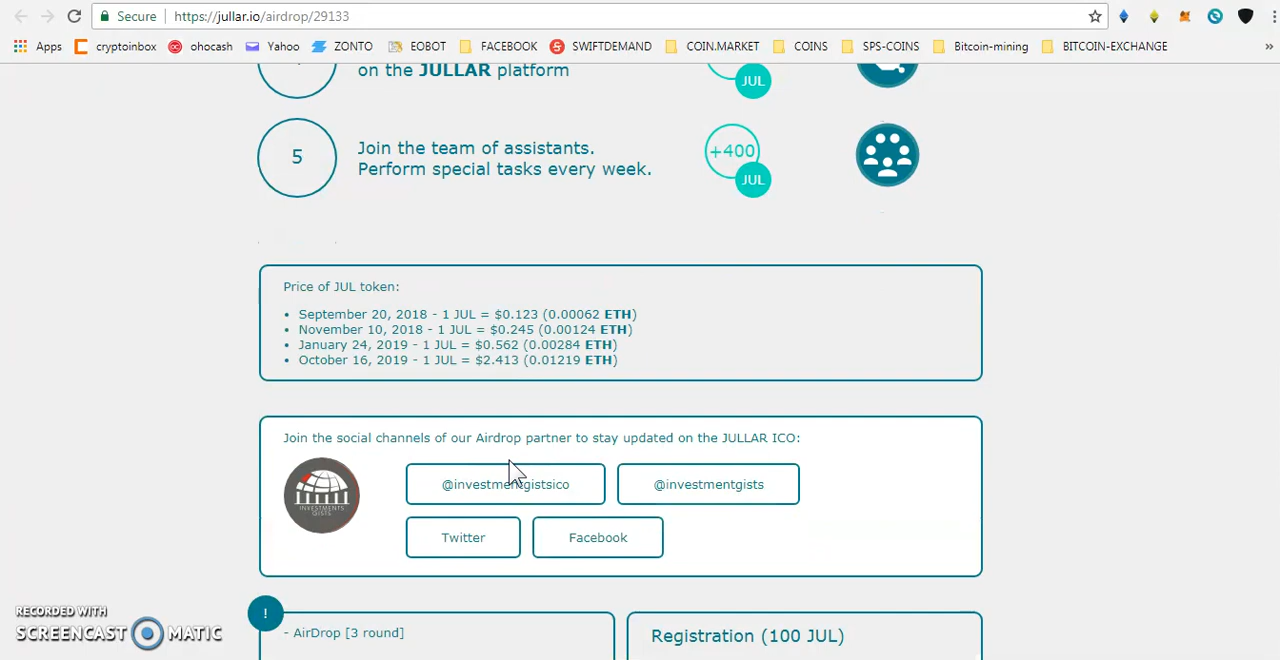 Secure https://jullar.io/airdrop/29133
Apps cryptoinbox ohocash Yahoo ZONTO EOBOT FACEBOOK SWIFTDEMAND COIN.MARKET COINS SPS-COINS Bitcoin-mining BITCOIN-EXCHANGE »
on the JULLAR platform
JUL
5
Join the team of assistants.
Perform special tasks every week.
+400
JUL
Price of JUL token:
• September 20, 2018 - 1 JUL = $0.123 (0.00062 ETH)
• November 10, 2018 - 1 JUL = $0.245 (0.00124 ETH)
• January 24, 2019 - 1 JUL = $0.562 (0.00284 ETH)
• October 16, 2019 - 1 JUL = $2.413 (0.01219 ETH)
Join the social channels of our Airdrop partner to stay updated on the JULLAR ICO:
INVESTMENTS
GISTS
@investmentgistsico
@investmentgists
Twitter
Facebook
!
- AirDrop [3 round]
Registration (100 JUL)
RECORDED WITH
SCREENCAST MATIC